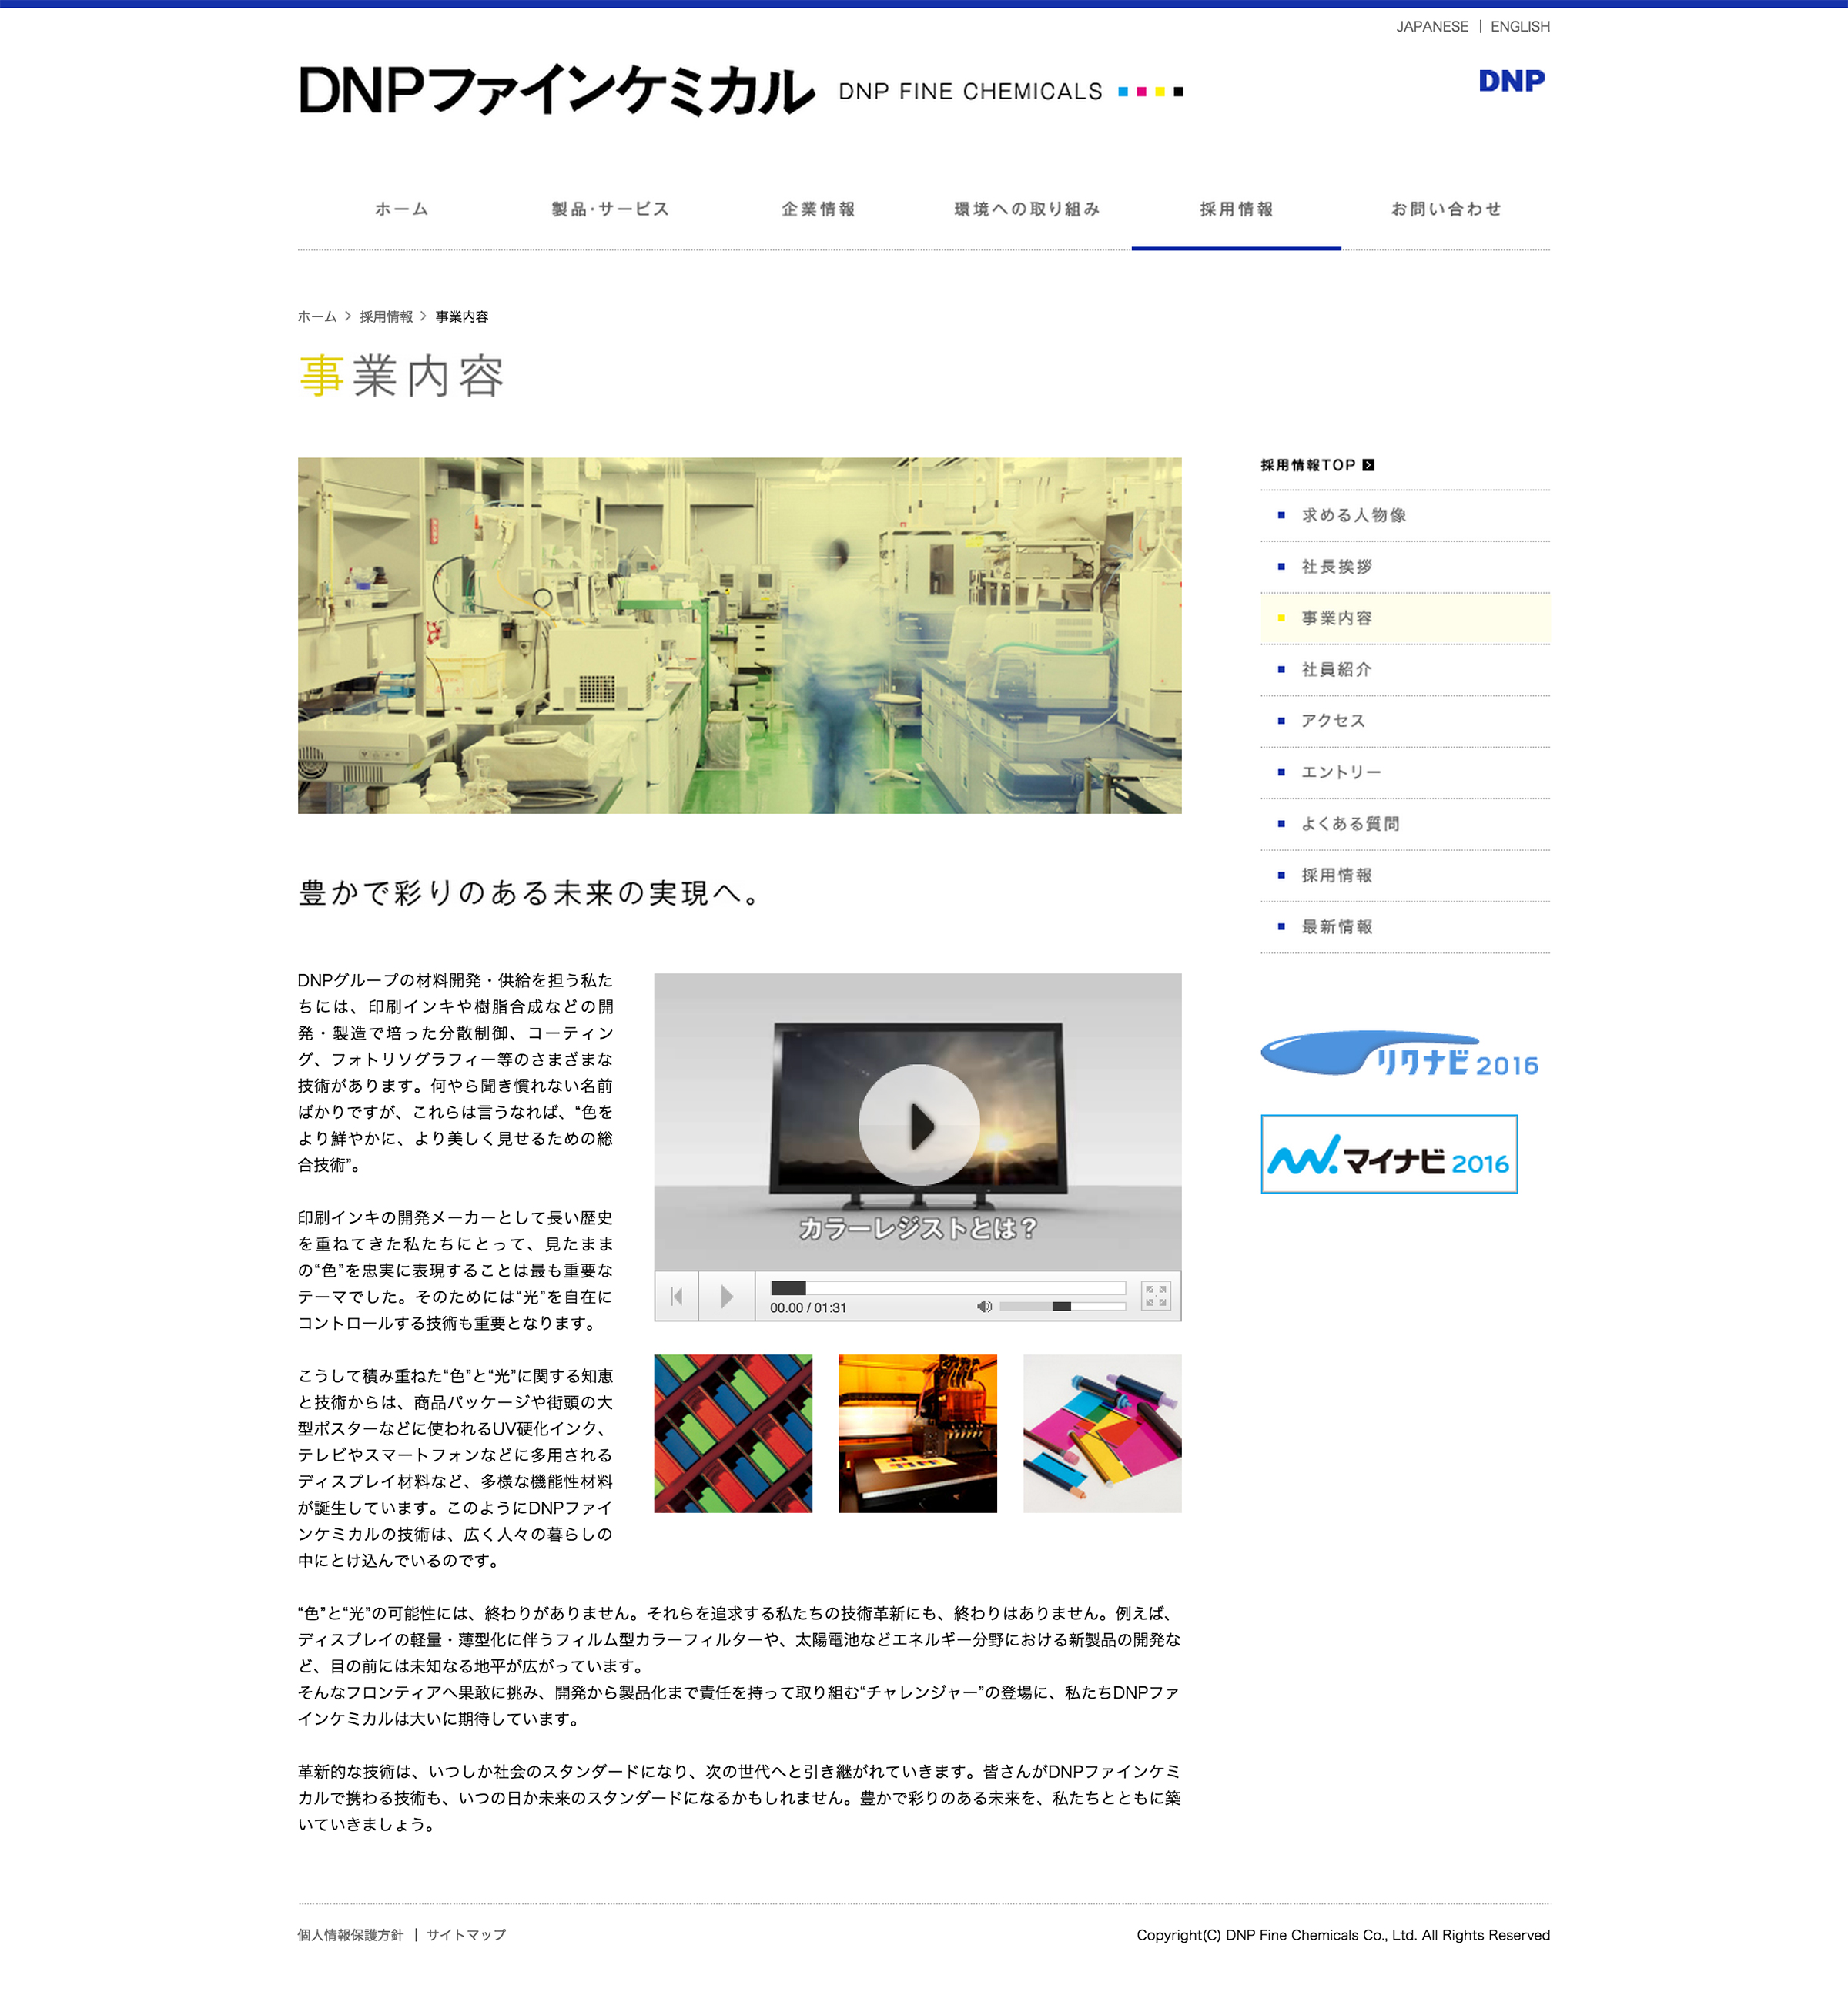 JAPANESE | ENGLISH
DNPファインケミカル DNP FINE CHEMICALS
DNP
ホーム 製品・サービス 企業情報 環境への取り組み 採用情報 お問い合わせ
ホーム > 採用情報 > 事業内容
事業内容
採用情報TOP
求める人物像
社長挨拶
事業内容
社員紹介
アクセス
エントリー
よくある質問
採用情報
最新情報
リクナビ2016
マイナビ2016
豊かで彩りのある未来の実現へ。
DNPグループの材料開発・供給を担う私た
ちには、印刷インキや樹脂合成などの開
発・製造で培った分散制御、コーティン
グ、フォトリソグラフィー等のさまざまな
技術があります。何やら聞き慣れない名前
ばかりですが、これらは言うなれば、“色を
より鮮やかに、より美しく見せるための総
合技術”。
印刷インキの開発メーカーとして長い歴史
を重ねてきた私たちにとって、見たまま
の“色”を忠実に表現することは最も重要な
テーマでした。そのためには“光”を自在に
コントロールする技術も重要となります。
こうして積み重ねた“色”と“光”に関する知恵
と技術からは、商品パッケージや街頭の大
型ポスターなどに使われるUV硬化インク、
テレビやスマートフォンなどに多用される
ディスプレイ材料など、多様な機能性材料
が誕生しています。このようにDNPファイ
ンケミカルの技術は、広く人々の暮らしの
中にとけ込んでいるのです。
カラーレジストとは？
00.00 / 01:31
“色”と“光”の可能性には、終わりがありません。それらを追求する私たちの技術革新にも、終わりはありません。例えば、
ディスプレイの軽量・薄型化に伴うフィルム型カラーフィルターや、太陽電池などエネルギー分野における新製品の開発な
ど、目の前には未知なる地平が広がっています。
そんなフロンティアへ果敢に挑み、開発から製品化まで責任を持って取り組む“チャレンジャー”の登場に、私たちDNPファ
インケミカルは大いに期待しています。
革新的な技術は、いつしか社会のスタンダードになり、次の世代へと引き継がれていきます。皆さんがDNPファインケミ
カルで携わる技術も、いつの日か未来のスタンダードになるかもしれません。豊かで彩りのある未来を、私たちとともに築
いていきましょう。
個人情報保護方針 | サイトマップ
Copyright(C) DNP Fine Chemicals Co., Ltd. All Rights Reserved